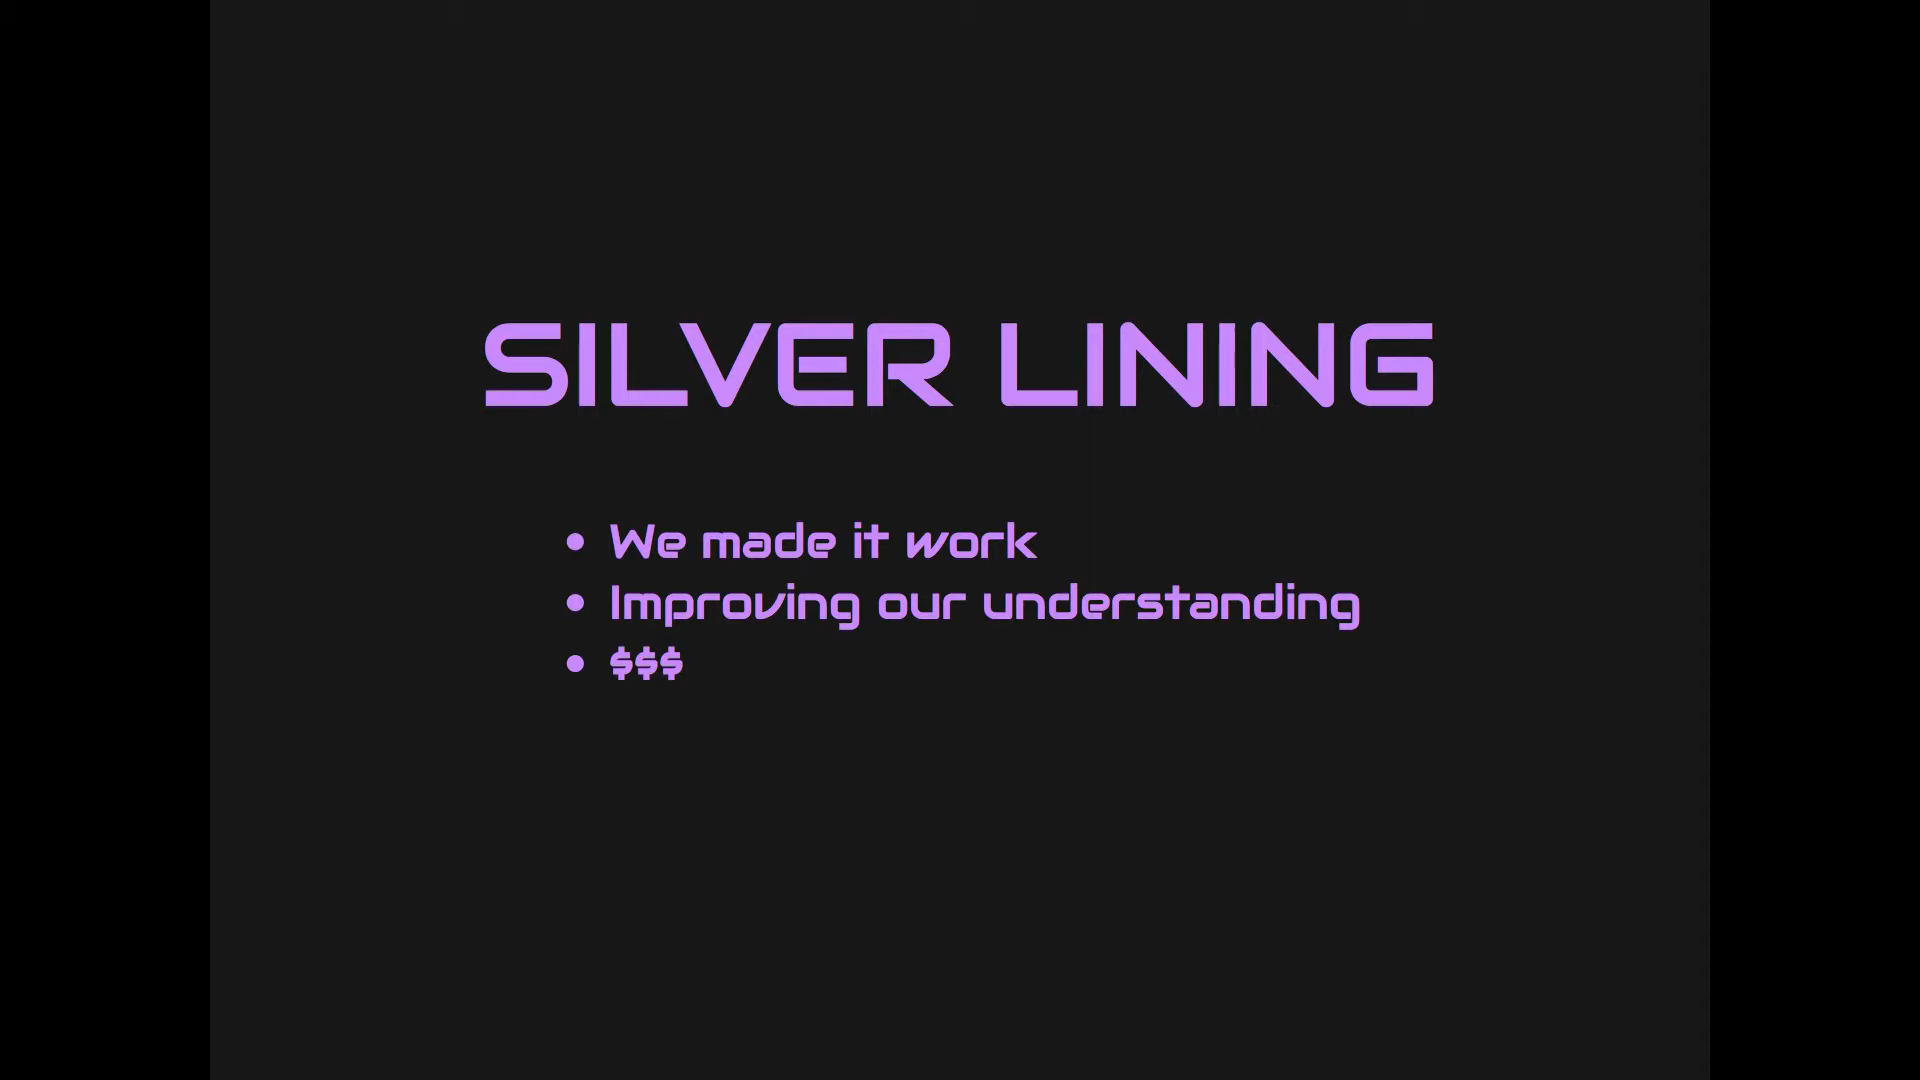 SILVER LINING
• We made it work
• Improving our understanding
• $$$